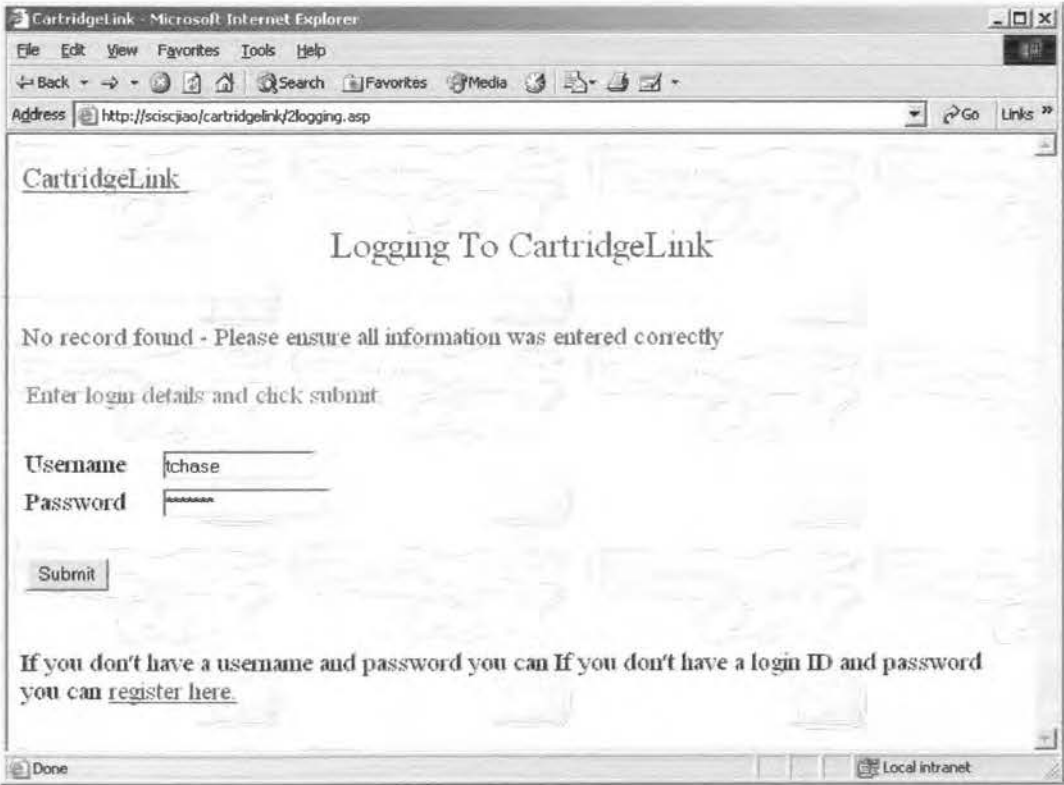 CartridgeLink - Microsoft Internet Explorer
File Edit View Favorites Tools Help
Back Search Favorites Media
Address http://sciscjiao/cartridgelink/2logging.asp Go Links »
CartridgeLink
Logging To CartridgeLink
No record found - Please ensure all information was entered correctly
Enter login details and click submit.
Username tchase
Password *******
Submit
If you don't have a username and password you can If you don't have a login ID and password
you can register here.
Done Local intranet